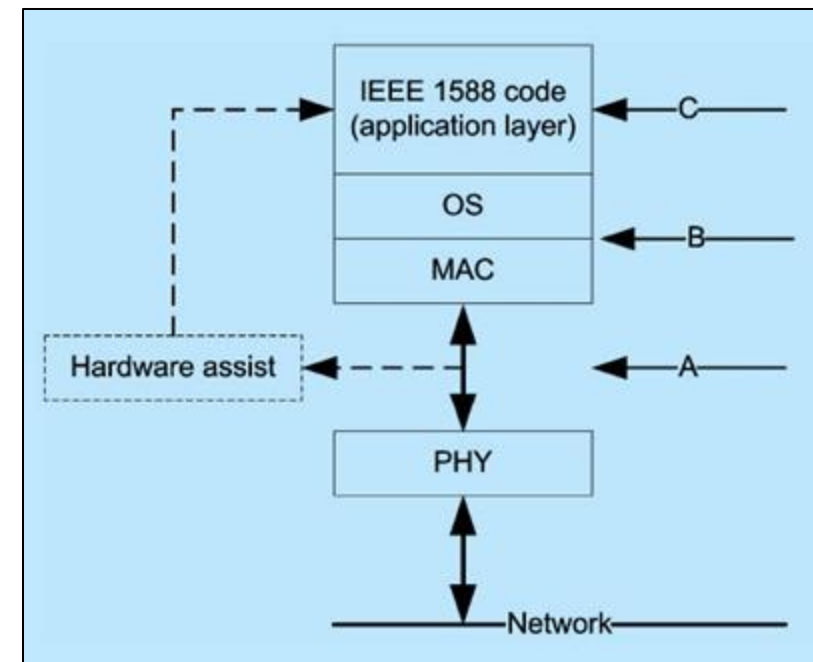 IEEE 1588 code
(application layer)
C
OS
B
MAC
Hardware assist
A
PHY
Network